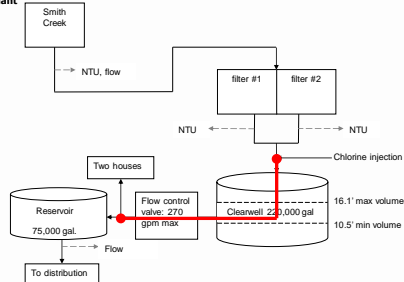 ant
Smith
Creek
NTU, flow
filter #1
filter #2
NTU
NTU
Chlorine injection
Two houses
Flow control
valve: 270
gpm max
Reservoir
75,000 gal.
Clearwell 220,000 gal
16.1' max volume
10.5' min volume
Flow
To distribution